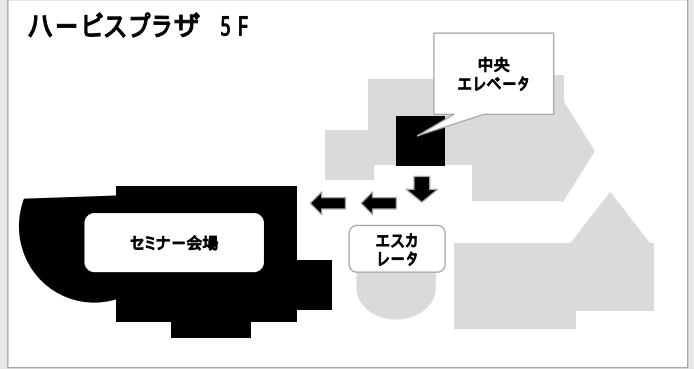 ハービスプラザ 5F
中央
エレベータ
セミナー会場
エスカ
レータ